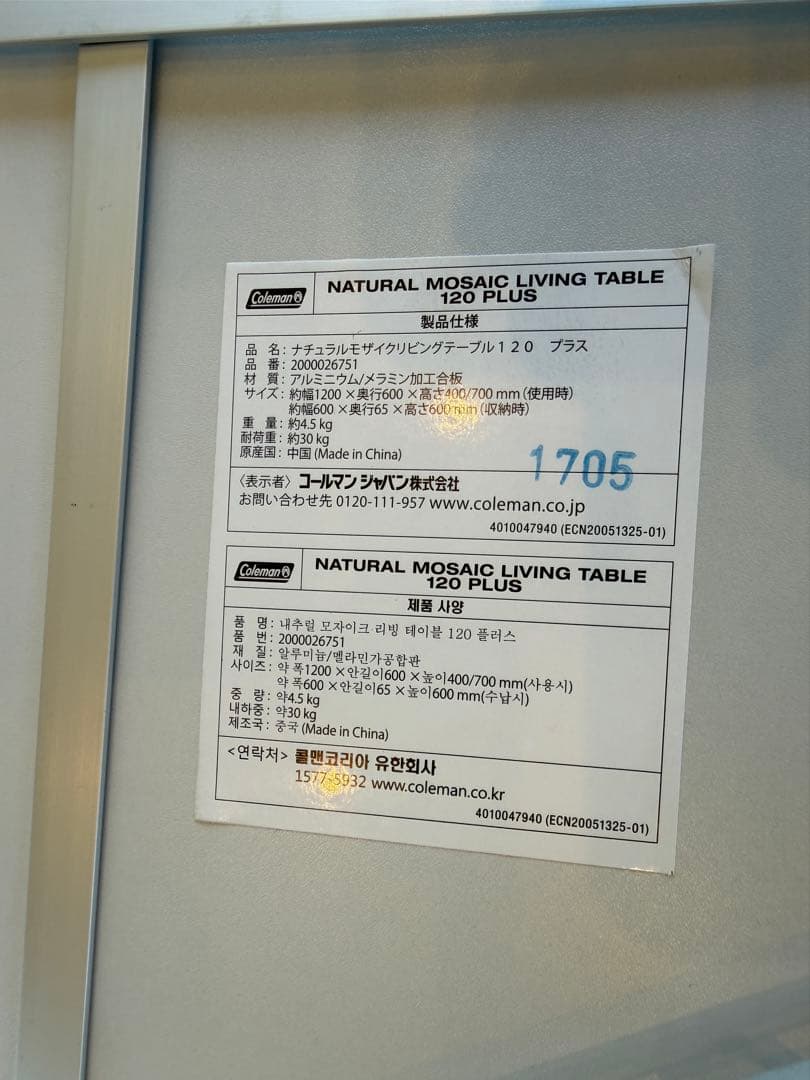 Coleman
NATURAL MOSAIC LIVING TABLE
120 PLUS
製品仕様
品 名：ナチュラルモザイクリビングテーブル１２０　プラス
品 番：2000026751
材 質：アルミニウム/メラミン加工合板
サイズ：約幅1200×奥行600×高さ400/700 mm（使用時）
約幅600×奥行65×高さ600mm（収納時）
重 量：約4.5 kg
耐荷重：約30 kg
原産国：中国 (Made in China)
1705
〈表示者〉コールマン ジャパン株式会社
お問い合わせ先 0120-111-957 www.coleman.co.jp
4010047940 (ECN20051325-01)
Coleman
NATURAL MOSAIC LIVING TABLE
120 PLUS
제품 사양
품 명: 내추럴 모자이크 리빙 테이블 120 플러스
품 번: 2000026751
재 질: 알루미늄/멜라민가공합판
사이즈: 약 폭1200×안길이600×높이400/700 mm(사용시)
약 폭600×안길이65×높이600 mm(수납시)
중 량: 약4.5 kg
내하중: 약30 kg
제조국: 중국 (Made in China)
<연락처> 콜맨코리아 유한회사
1577-5932 www.coleman.co.kr
4010047940 (ECN20051325-01)